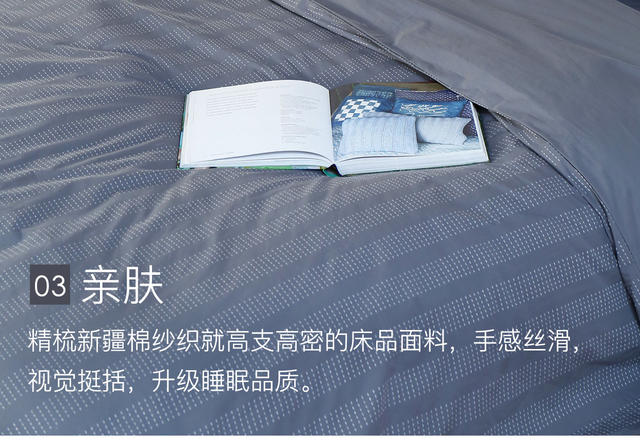 03 亲肤
精梳新疆棉纱织就高支高密的床品面料，手感丝滑，
视觉挺括，升级睡眠品质。